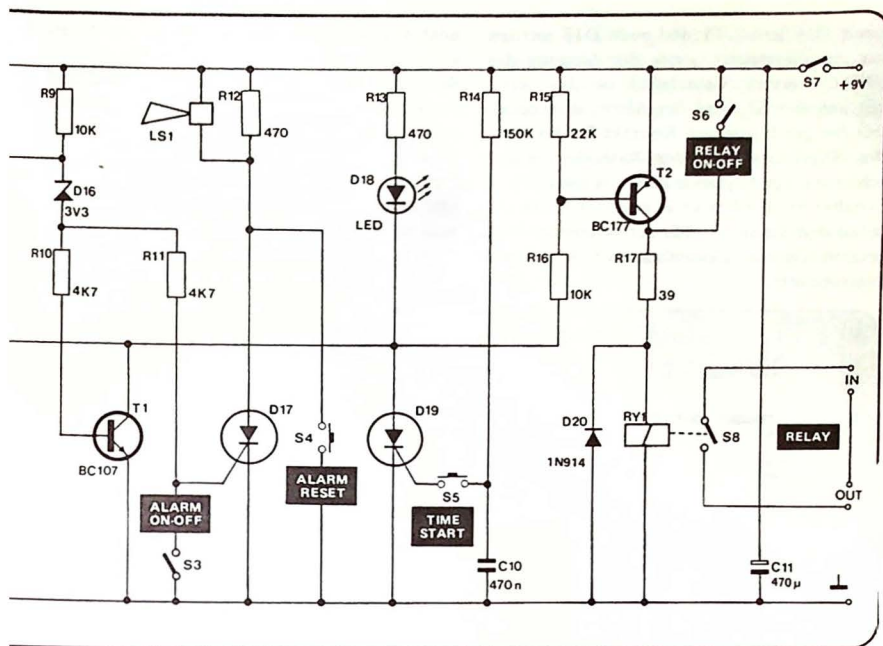 S7
+9V
R9
10K
LS1
R12
470
R13
470
R14
150K
R15
22K
S6
RELAY
ON-OFF
D16
3V3
D18
LED
T2
BC177
R10
4K7
R11
4K7
R16
10K
R17
39
T1
BC107
D17
S4
ALARM
RESET
D19
S5
TIME
START
D20
1N914
RY1
S8
IN
RELAY
OUT
ALARM
ON-OFF
S3
C10
470n
C11
470µ